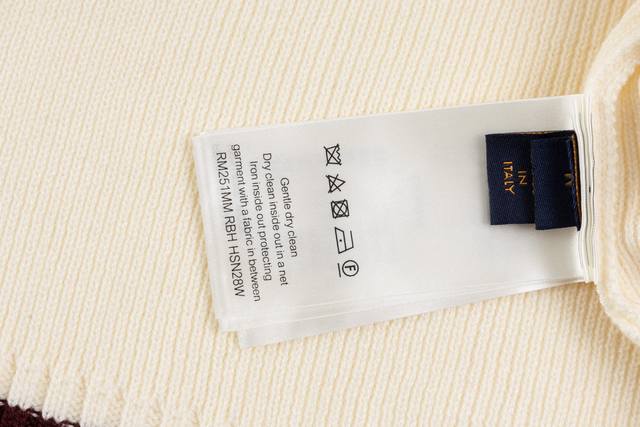 Gentle dry clean
Dry clean inside out in a net
Iron inside out protecting
garment with a fabric in between
RM251MM RBH HSN28W
F
IN
ITALY